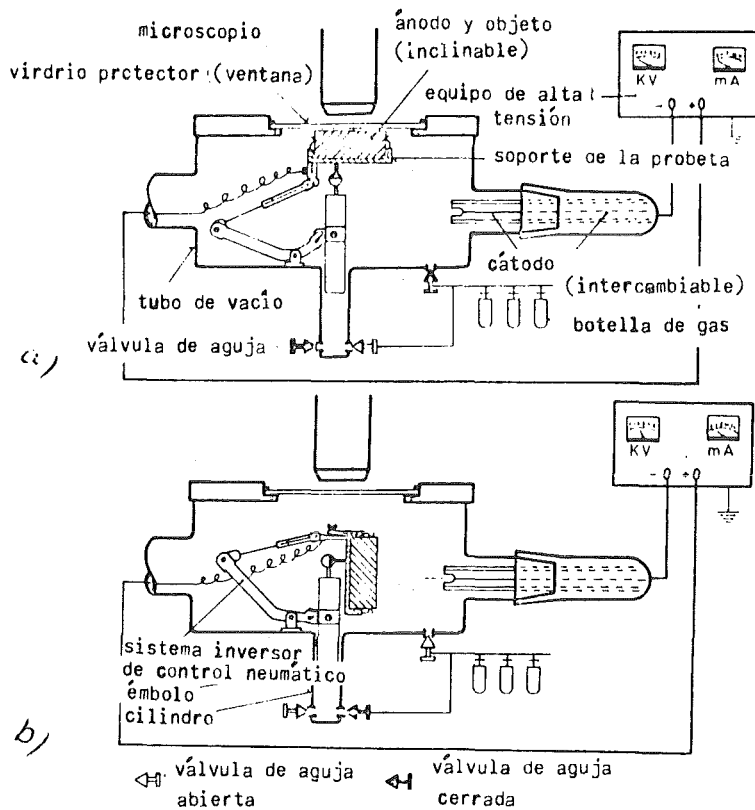 microscopio
ánodo y objeto
(inclinable)
virdrio prctector (ventana)
KV
mA
equipo de alta
tensión
- +
soporte de la probeta
cátodo
(intercambiable)
tubo de vacío
botella de gas
válvula de aguja
a)
KV
mA
- +
sistema inversor
de control neumático
émbolo
cilindro
b)
válvula de aguja
abierta
válvula de aguja
cerrada